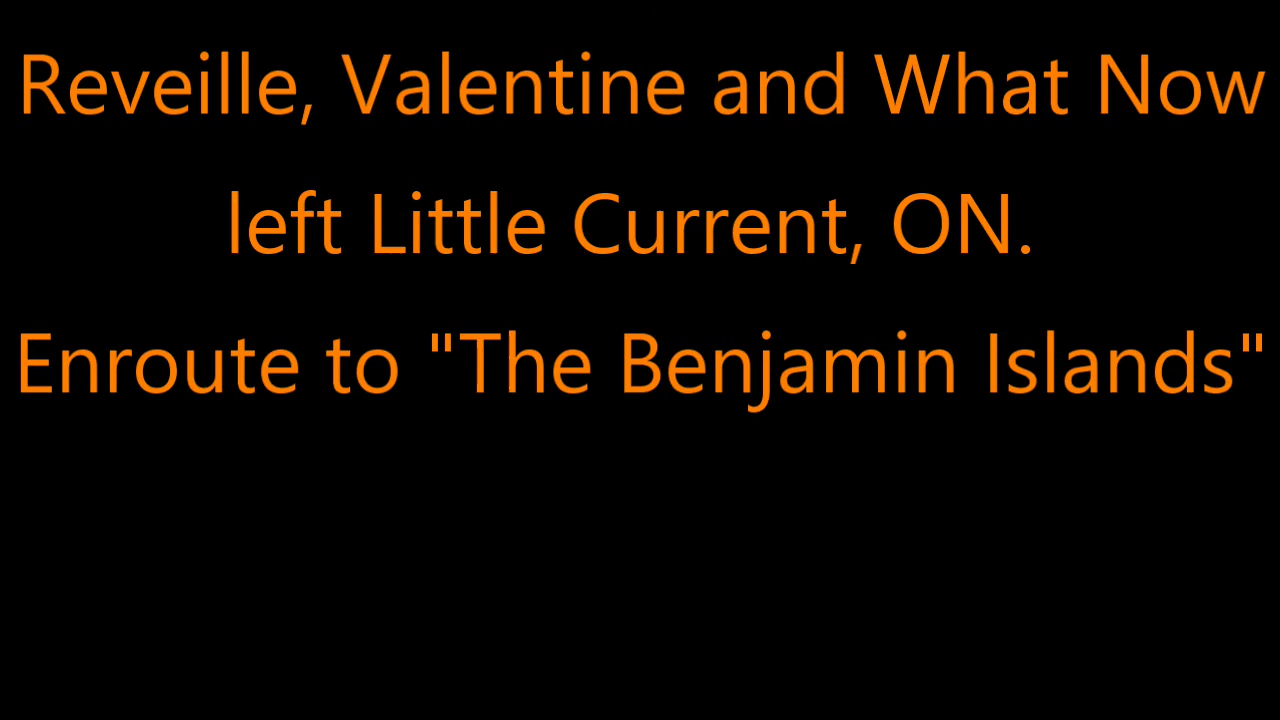 Reveille, Valentine and What Now
left Little Current, ON.
Enroute to "The Benjamin Islands"